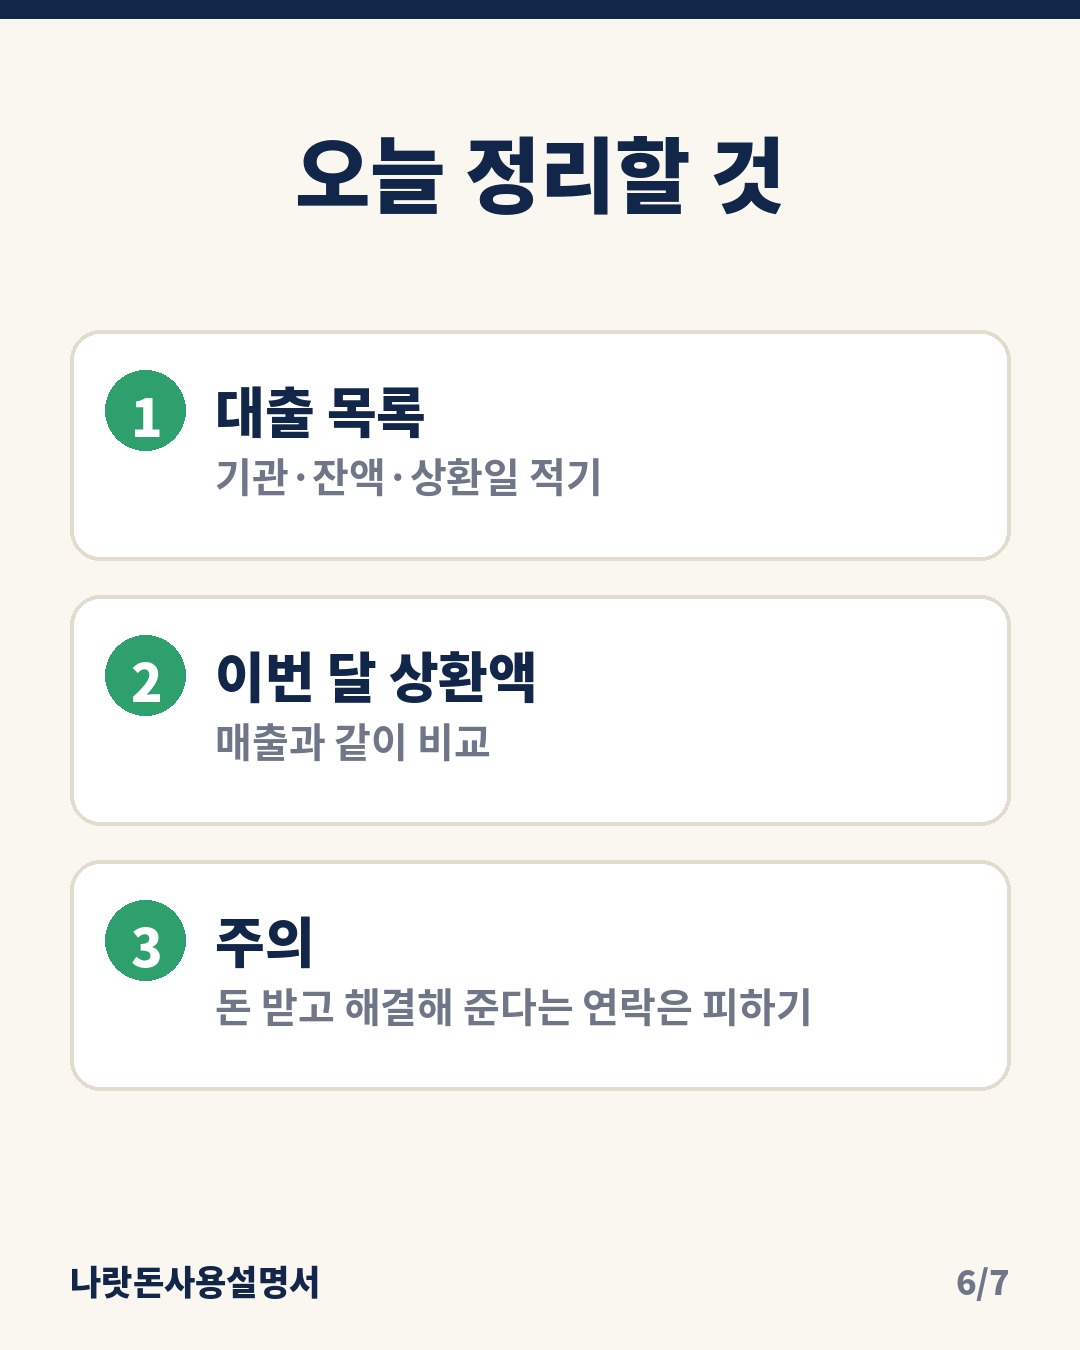 오늘 정리할 것
1 대출 목록
기관·잔액·상환일 적기
2 이번 달 상환액
매출과 같이 비교
3 주의
돈 받고 해결해 준다는 연락은 피하기
나랏돈사용설명서
6/7